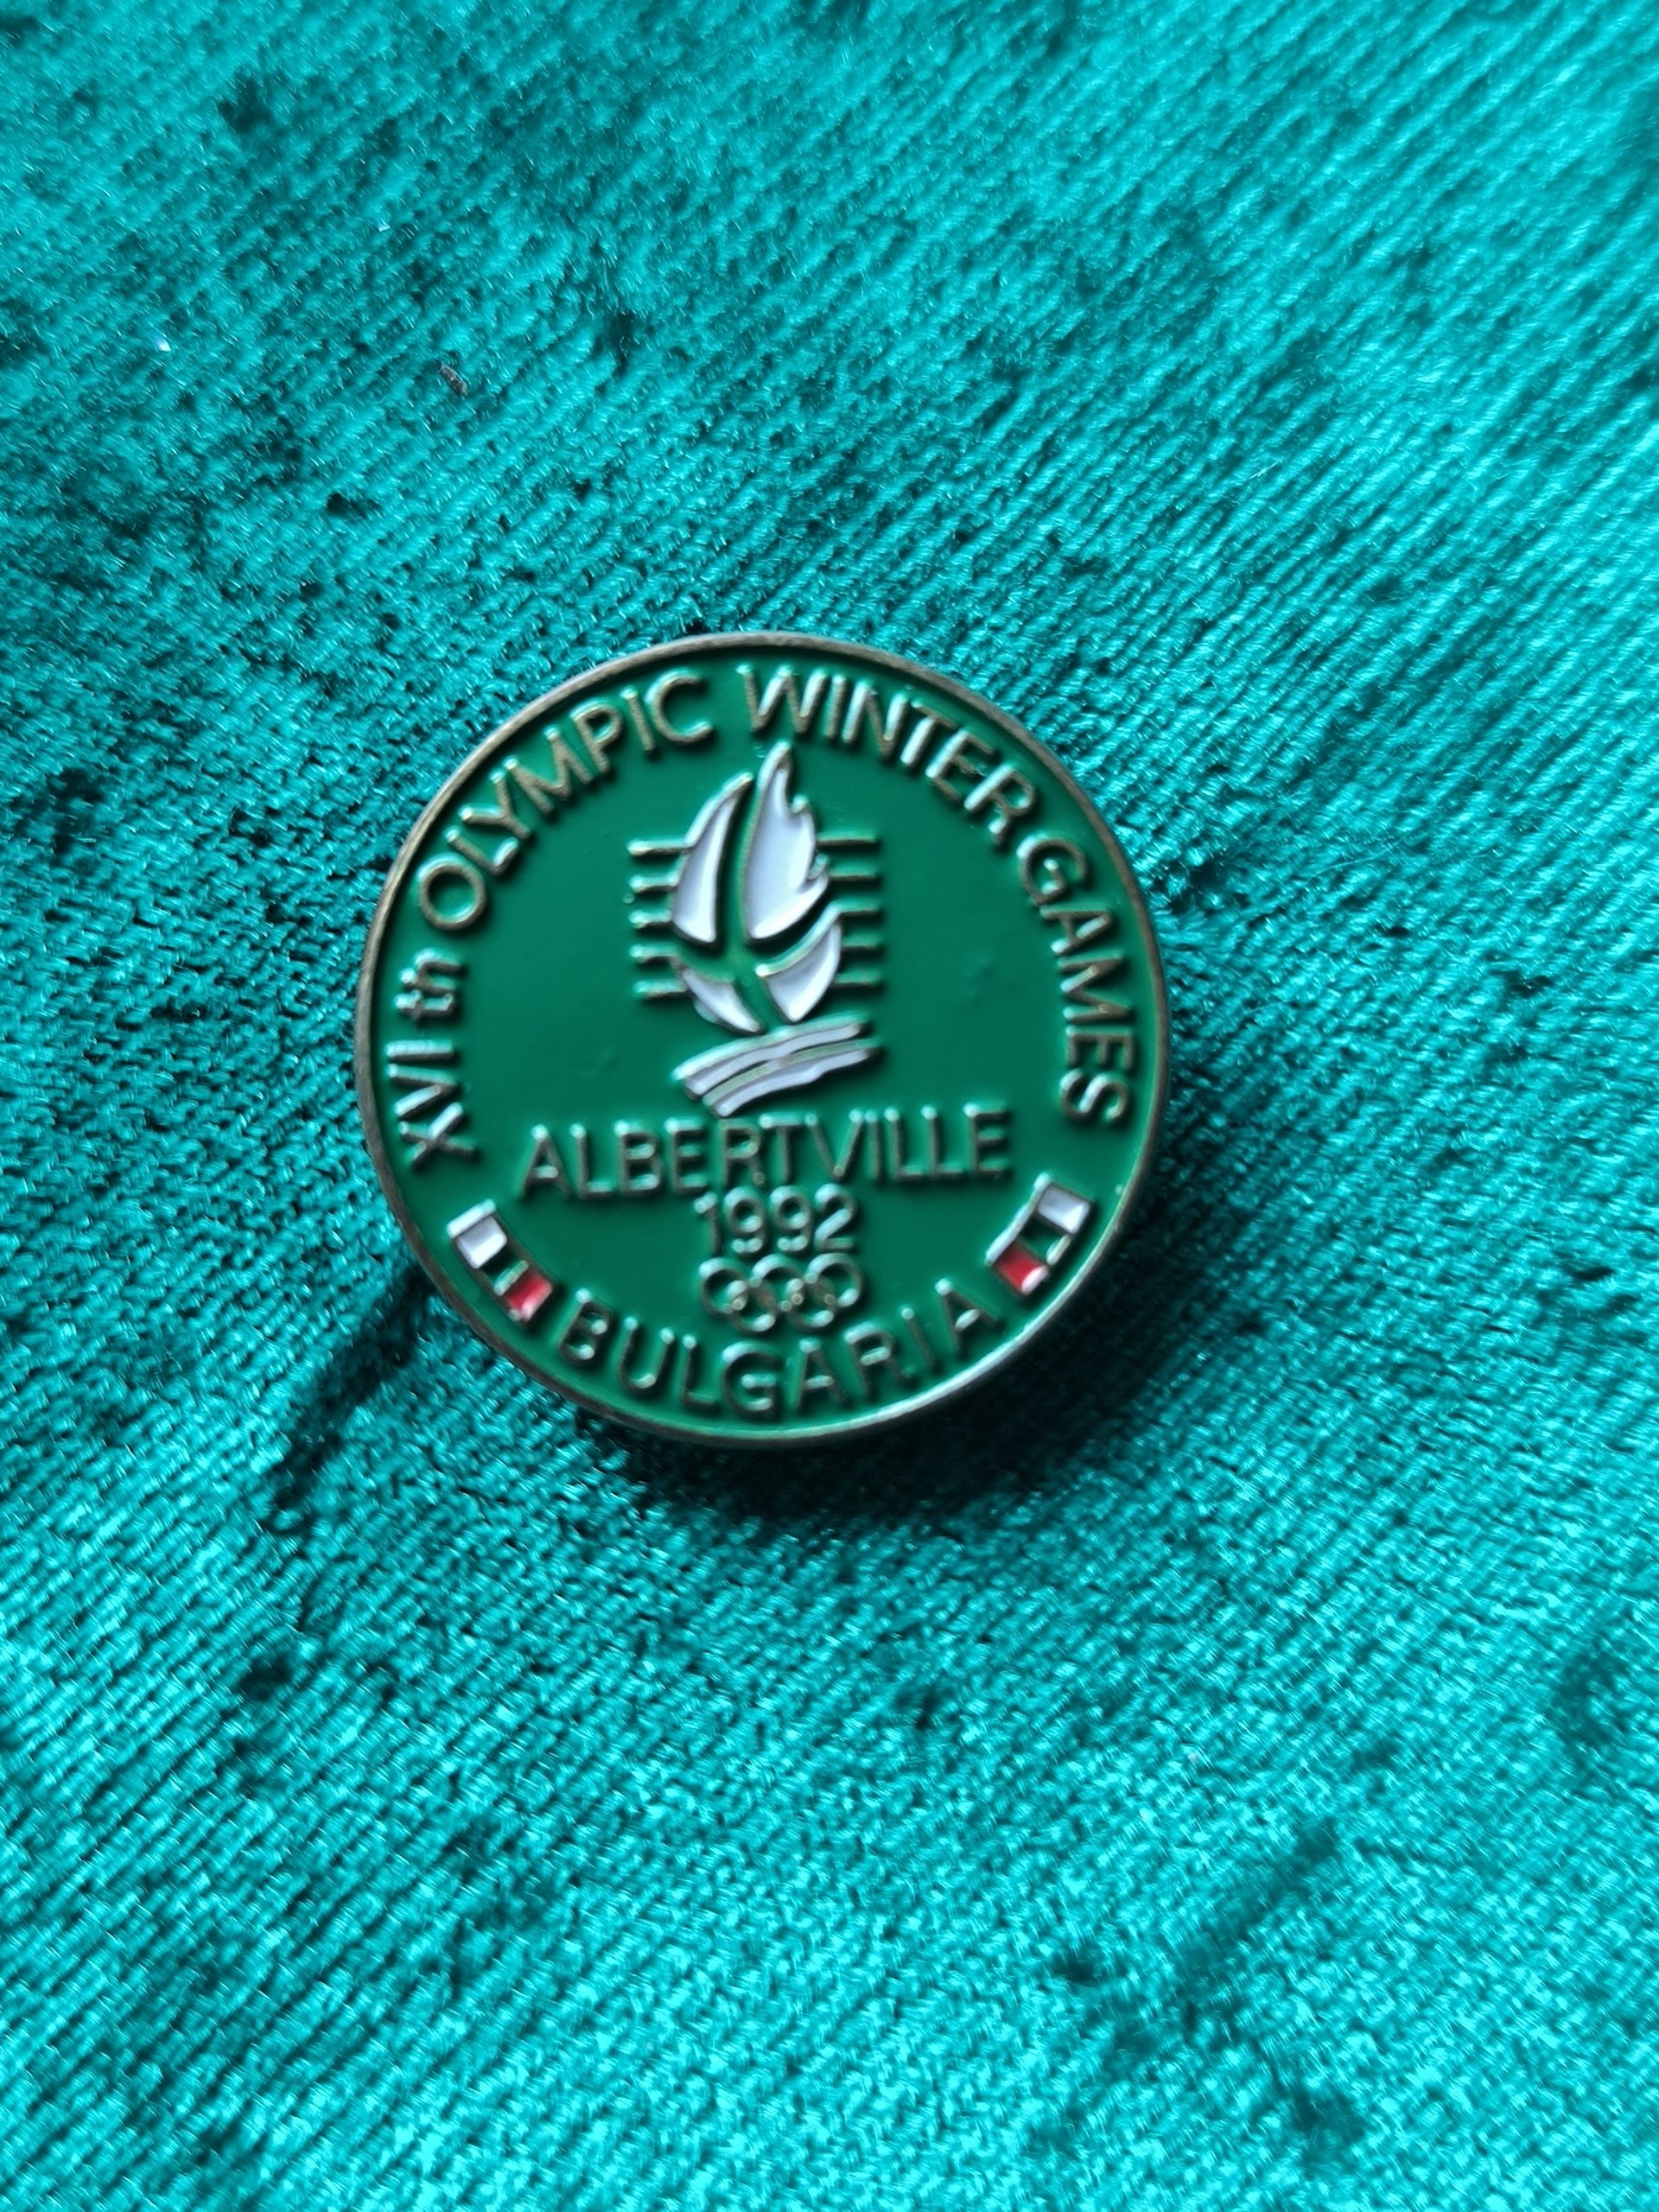 XVI th OLYMPIC WINTER GAMES
ALBERTVILLE
1992
BULGARIA